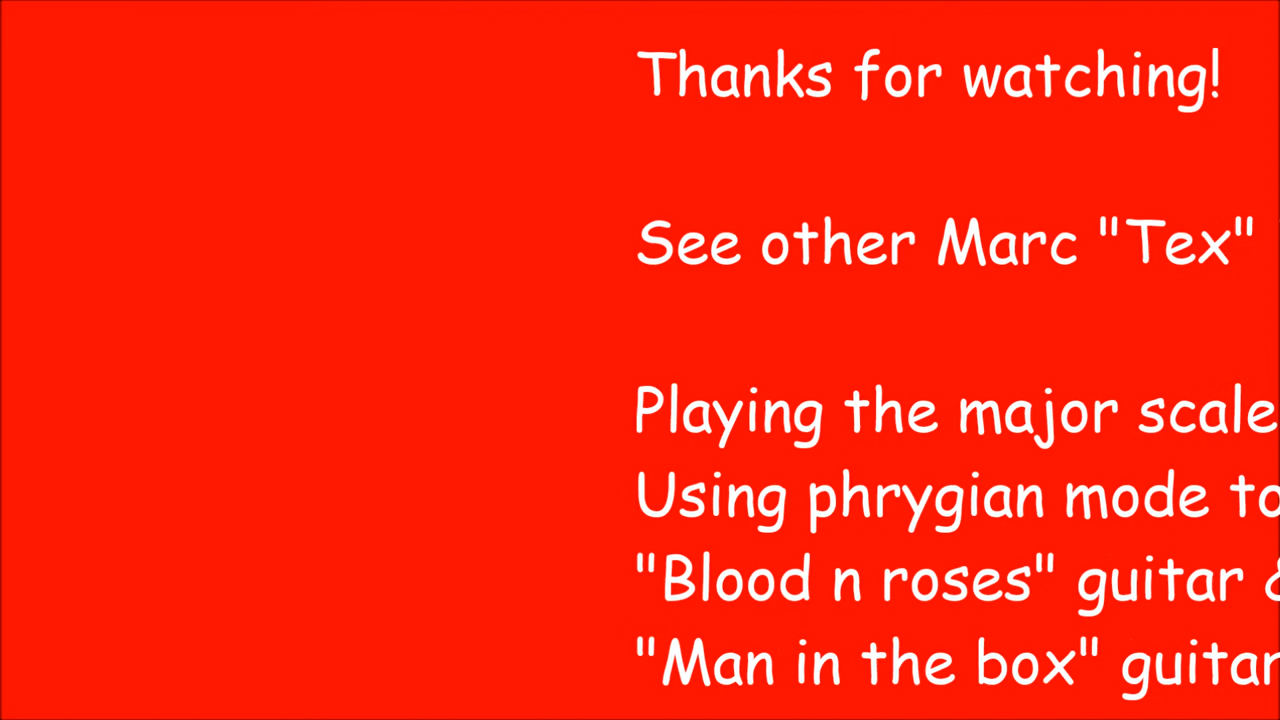 Thanks for watching!
See other Marc "Tex"
Playing the major scale
Using phrygian mode to
"Blood n roses" guitar
"Man in the box" guitar